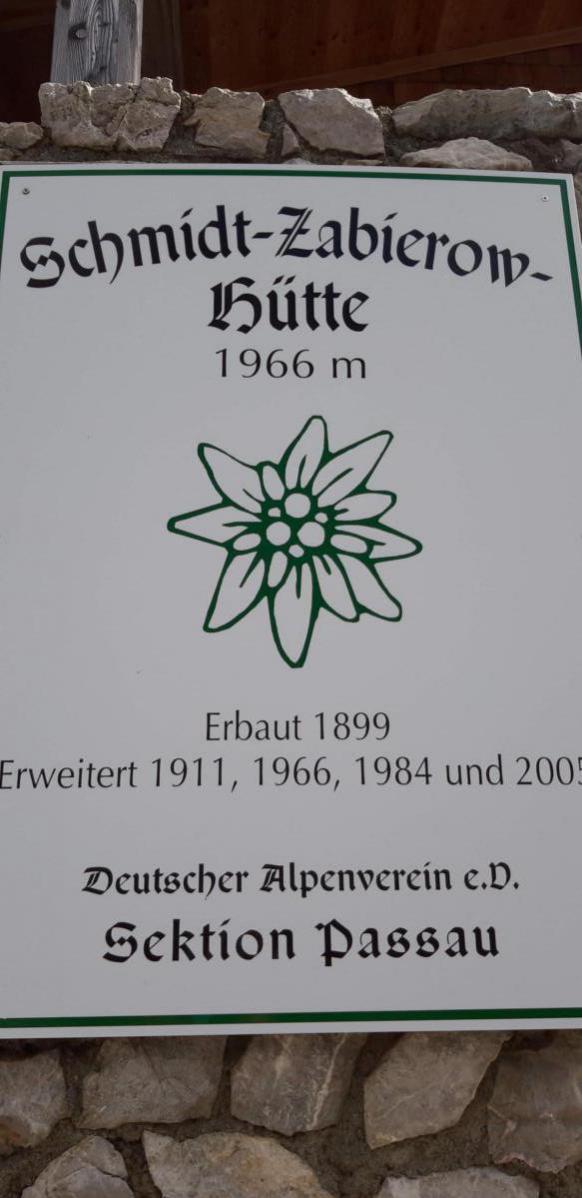 Schmidt-Zabierow-
Hütte
1966 m
Erbaut 1899
Erweitert 1911, 1966, 1984 und 2005
Deutscher Alpenverein e.V.
Sektion Passau